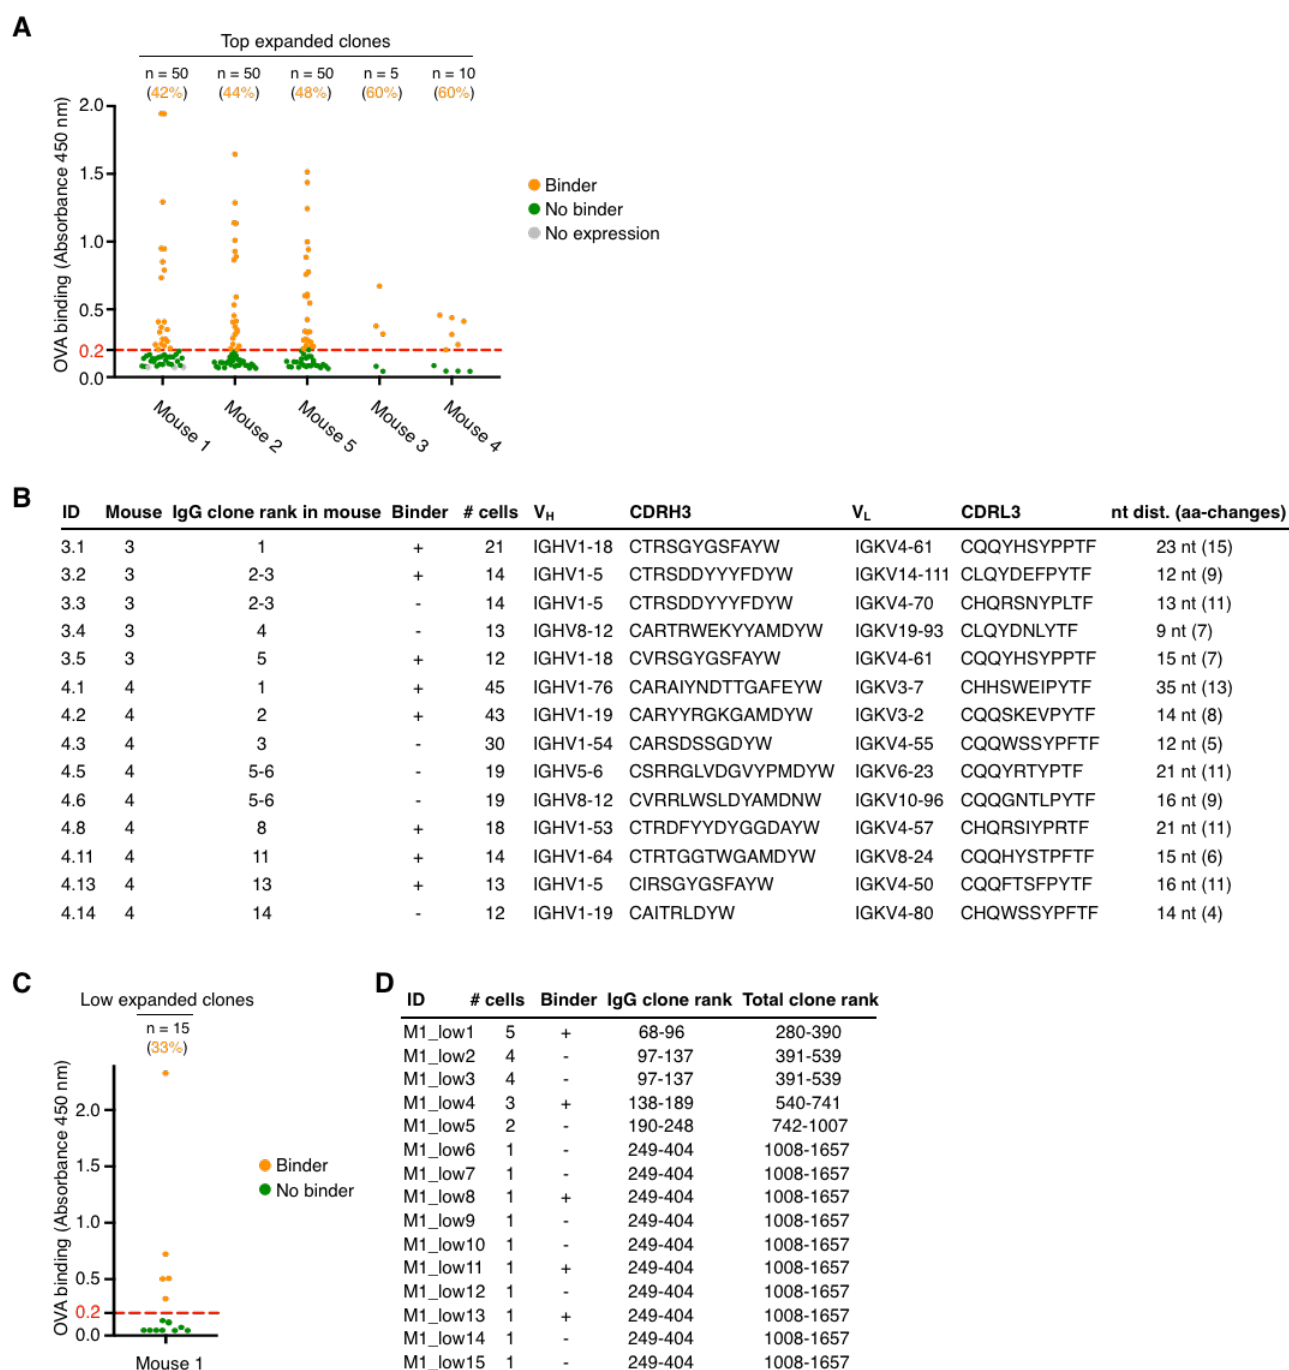 A
Top expanded clones
n = 50 n = 50 n = 50 n = 5 n = 10
(42%) (44%) (48%) (60%) (60%)
OVA binding (Absorbance 450 nm)
2.0
1.5
1.0
0.5
0.2
0.0
Binder
No binder
No expression
Mouse 1 Mouse 2 Mouse 5 Mouse 3 Mouse 4
B
ID Mouse IgG clone rank in mouse Binder # cells VH CDRH3 VL CDRL3 nt dist. (aa-changes)
3.1 3 1 + 21 IGHV1-18 CTRSGYGSFAYW IGKV4-61 CQQYHSYPPTF 23 nt (15)
3.2 3 2-3 + 14 IGHV1-5 CTRSDDYYYFDYW IGKV14-111 CLQYDEFPYTF 12 nt (9)
3.3 3 2-3 - 14 IGHV1-5 CTRSDDYYYFDYW IGKV4-70 CHQRSNYPLTF 13 nt (11)
3.4 3 4 - 13 IGHV8-12 CARTRWEKYYAMDYW IGKV19-93 CLQYDNLYTF 9 nt (7)
3.5 3 5 + 12 IGHV1-18 CVRSGYGSFAYW IGKV4-61 CQQYHSYPPTF 15 nt (7)
4.1 4 1 + 45 IGHV1-76 CARAIYNDTTGAFEYW IGKV3-7 CHHSWEIPYTF 35 nt (13)
4.2 4 2 + 43 IGHV1-19 CARYYRGKGAMDYW IGKV3-2 CQQSKEVPYTF 14 nt (8)
4.3 4 3 - 30 IGHV1-54 CARSDSSGDYW IGKV4-55 CQQWSSYPFTF 12 nt (5)
4.5 4 5-6 - 19 IGHV5-6 CSRRGLVDGVYPMDYW IGKV6-23 CQQYRTYPTF 21 nt (11)
4.6 4 5-6 - 19 IGHV8-12 CVRRLWSLDYAMDNW IGKV10-96 CQQGNTLPYTF 16 nt (9)
4.8 4 8 + 18 IGHV1-53 CTRDFYYDYGGDAYW IGKV4-57 CHQRSIYPRTF 21 nt (11)
4.11 4 11 + 14 IGHV1-64 CTRTGGTWGAMDYW IGKV8-24 CQQHYSTPFTF 15 nt (6)
4.13 4 13 + 13 IGHV1-5 CIRSGYGSFAYW IGKV4-50 CQQFTSFPYTF 16 nt (11)
4.14 4 14 - 12 IGHV1-19 CAITRLDYW IGKV4-80 CHQWSSYPFTF 14 nt (4)
C
Low expanded clones
n = 15
(33%)
OVA binding (Absorbance 450 nm)
2.0
1.5
1.0
0.5
0.2
0.0
Binder
No binder
Mouse 1
D
ID # cells Binder IgG clone rank Total clone rank
M1_low1 5 + 68-96 280-390
M1_low2 4 - 97-137 391-539
M1_low3 4 - 97-137 391-539
M1_low4 3 + 138-189 540-741
M1_low5 2 - 190-248 742-1007
M1_low6 1 - 249-404 1008-1657
M1_low7 1 - 249-404 1008-1657
M1_low8 1 + 249-404 1008-1657
M1_low9 1 - 249-404 1008-1657
M1_low10 1 - 249-404 1008-1657
M1_low11 1 + 249-404 1008-1657
M1_low12 1 - 249-404 1008-1657
M1_low13 1 + 249-404 1008-1657
M1_low14 1 - 249-404 1008-1657
M1_low15 1 - 249-404 1008-1657